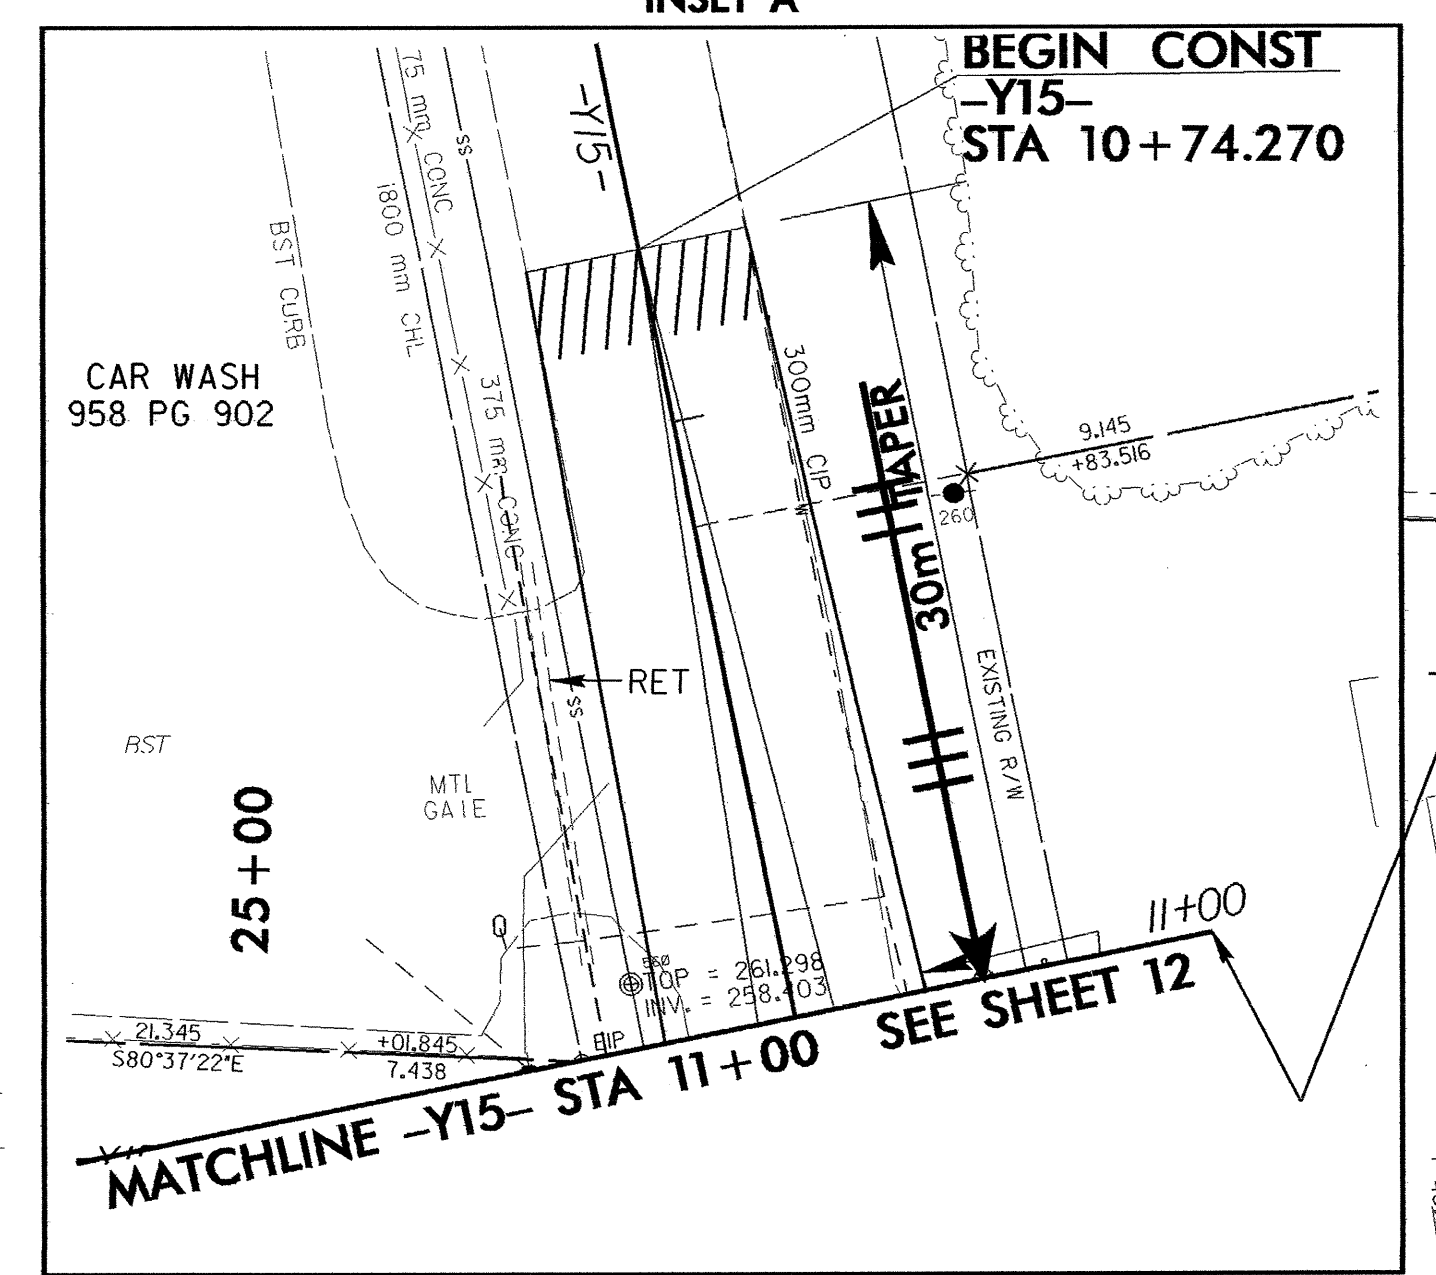 INSET A
BEGIN CONST
-Y15-
STA 10+74.270
-Y15-
75 mm CONC
SS
1800 mm CHL
BST CURB
CAR WASH
958 PG 902
375 mm CONC
300mm CIP
W
30m TAPER
9.145
+83.516
260
EXISTING R/W
RET
SS
BST
MTL
GATE
25+00
11+00
560
TOP = 261.298
INV. = 258.403
EIP
21.345
S80°37'22"E
+01.845
7.438
MATCHLINE -Y15- STA 11+00 SEE SHEET 12